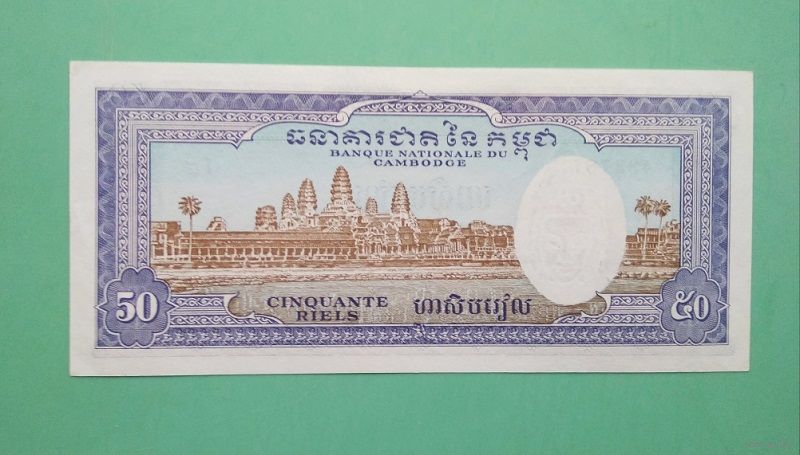 ធនាគារជាតិនៃកម្ពុជា
BANQUE NATIONALE DU
CAMBODGE
50
CINQUANTE
RIELS
ហាសិបរៀល
៥០